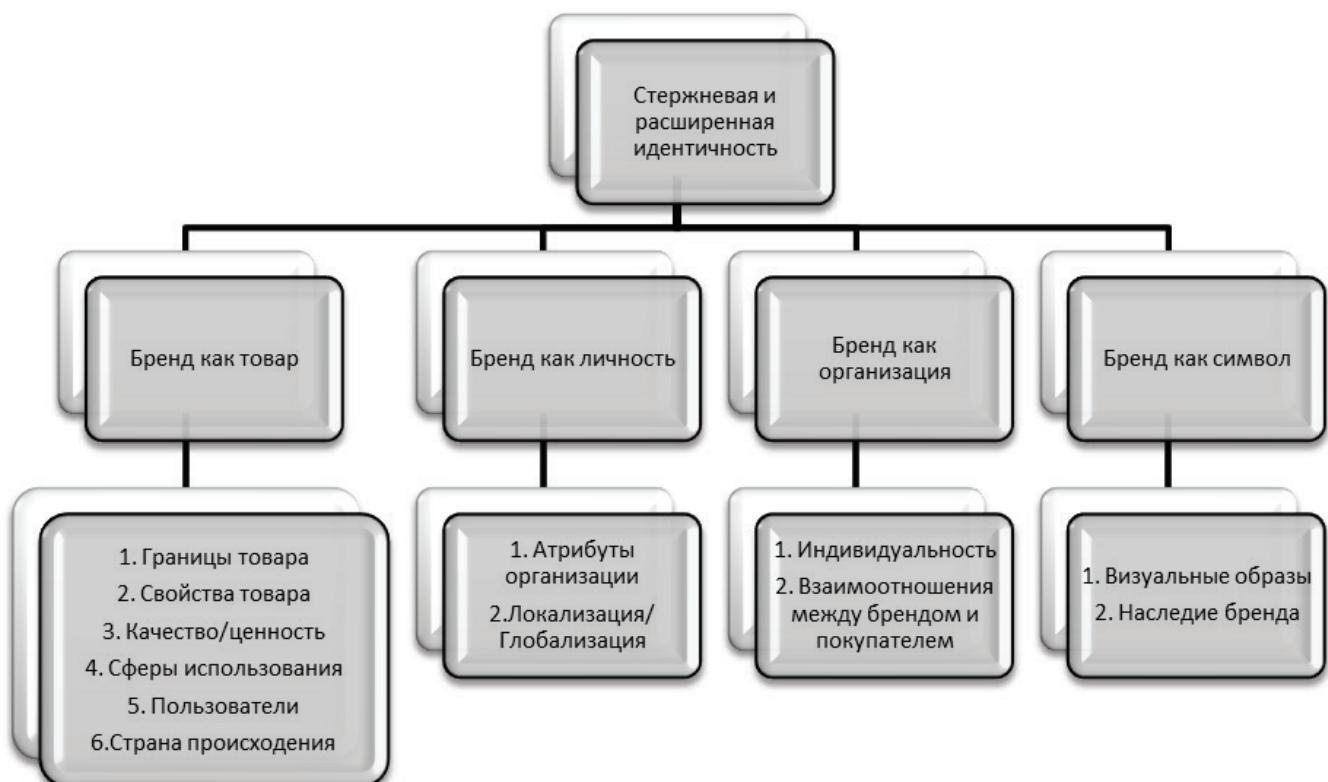 Стержневая и
расширенная
идентичность
Бренд как товар
Бренд как личность
Бренд как
организация
Бренд как символ
1. Границы товара
2. Свойства товара
3. Качество/ценность
4. Сферы использования
5. Пользователи
6.Страна происходения
1. Атрибуты
организации
2.Локализация/
Глобализация
1. Индивидуальность
2. Взаимоотношения
между брендом и
покупателем
1. Визуальные образы
2. Наследие бренда